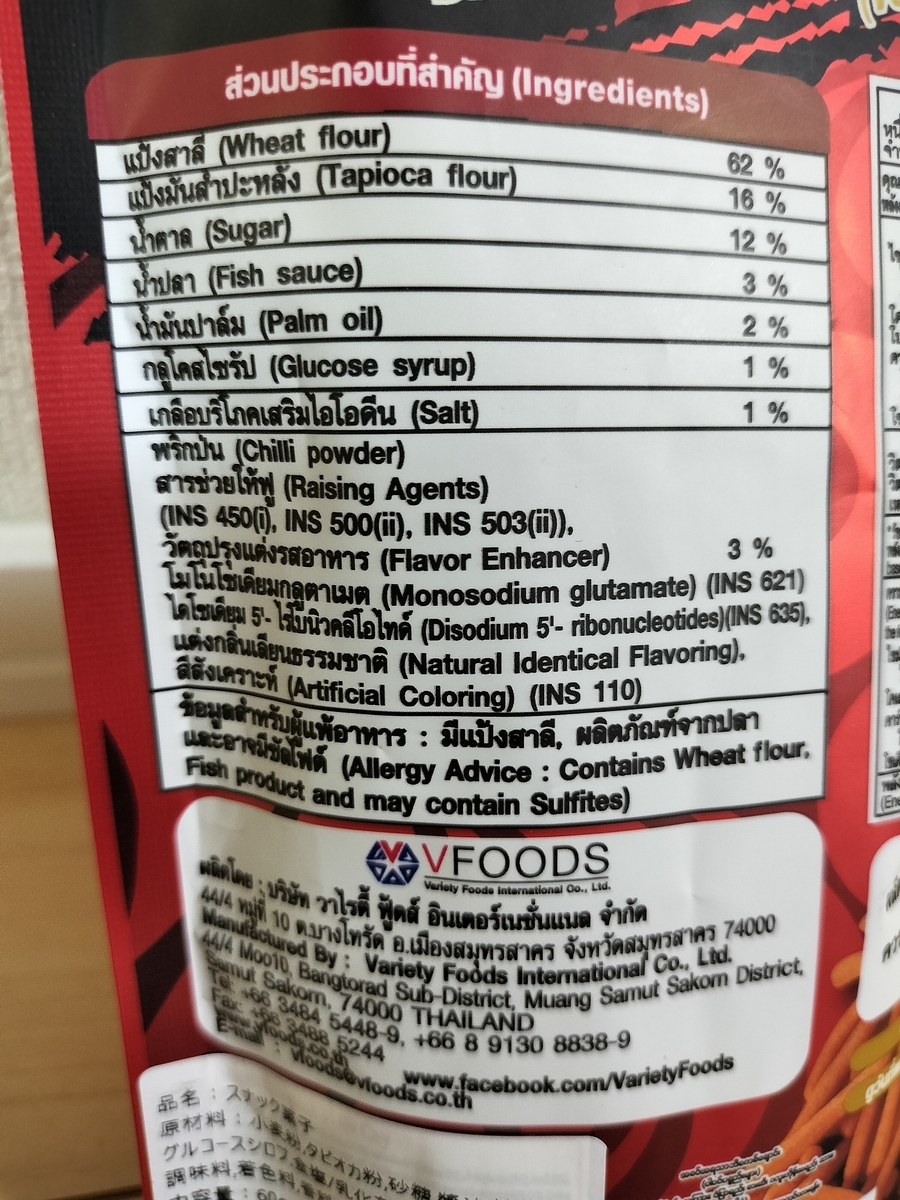 ส่วนประกอบที่สำคัญ (Ingredients)
แป้งสาลี (Wheat flour) 62 %
แป้งมันสำปะหลัง (Tapioca flour) 16 %
น้ำตาล (Sugar) 12 %
น้ำปลา (Fish sauce) 3 %
น้ำมันปาล์ม (Palm oil) 2 %
กลูโคสไซรัป (Glucose syrup) 1 %
เกลือบริโภคเสริมไอโอดีน (Salt) 1 %
พริกป่น (Chilli powder)
สารช่วยให้ฟู (Raising Agents)
(INS 450(i), INS 500(ii), INS 503(ii)),
วัตถุปรุงแต่งรสอาหาร (Flavor Enhancer) 3 %
โมโนโซเดียมกลูตาเมต (Monosodium glutamate) (INS 621)
ไดโซเดียม 5'- ไรโบนิวคลีโอไทด์ (Disodium 5'- ribonucleotides)(INS 635),
แต่งกลิ่นเลียนธรรมชาติ (Natural Identical Flavoring),
สีสังเคราะห์ (Artificial Coloring) (INS 110)
ข้อมูลสำหรับผู้แพ้อาหาร : มีแป้งสาลี, ผลิตภัณฑ์จากปลา
และอาจมีซัลไฟต์ (Allergy Advice : Contains Wheat flour,
Fish product and may contain Sulfites)
VFOODS
Variety Foods International Co., Ltd.
ผลิตโดย : บริษัท วาไรตี้ ฟู้ดส์ อินเตอร์เนชั่นแนล จำกัด
44/4 หมู่ที่ 10 ต.บางโทรัด อ.เมืองสมุทรสาคร จังหวัดสมุทรสาคร 74000
Manufactured By : Variety Foods International Co., Ltd.
44/4 Moo10, Bangtorad Sub-District, Muang Samut Sakorn District,
Samut Sakorn, 74000 THAILAND
Tel: +66 3484 5448-9, +66 8 9130 8838-9
Fax: +66 3488 5244
www.vfoods.co.th
E-mail : vfoods@vfoods.co.th
www.facebook.com/VarietyFoods
品名：スナック菓子
原材料：小麦粉,タピオカ粉,砂糖
グルコースシロップ,食塩/乳化
調味料,着色料
内容量：60